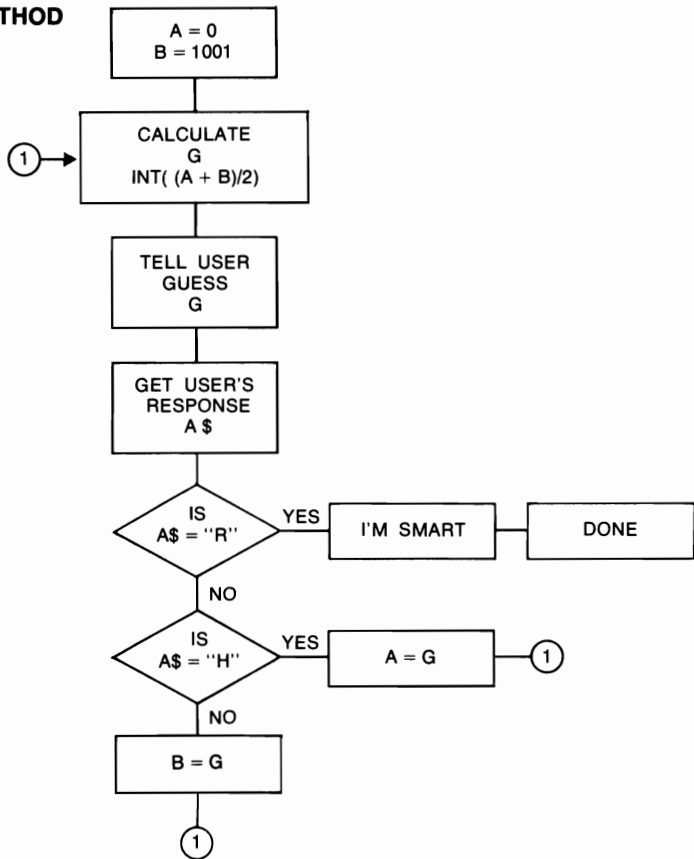 THOD
A = 0
B = 1001
1
CALCULATE
G
INT( (A + B)/2)
TELL USER
GUESS
G
GET USER'S
RESPONSE
A $
IS
A$ = "R"
YES
I'M SMART
DONE
NO
IS
A$ = "H"
YES
A = G
1
NO
B = G
1